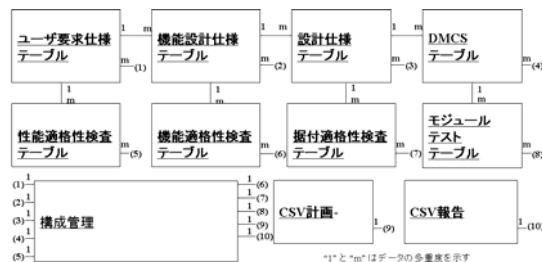 1 m 1 m 1 m
ユーザ要求仕様
テーブル
m (1)
機能設計仕様
テーブル
m (2)
設計仕様
テーブル
m (3)
DMCS
テーブル
m (4)
1 1 1 1
m m m m
性能適格性検査
テーブル
m (5)
機能適格性検査
テーブル
m (6)
据付適格性検査
テーブル
m (7)
モジュール
テスト
テーブル
m (8)
(1) 1
(2) 1
(3) 1
(4) 1
(5) 1
構成管理
1 (6)
1 (7)
1 (8)
1 (9)
1 (10)
CSV計画-
1 (9)
CSV報告
1 (10)
"1" と "m" はデータの多重度を示す